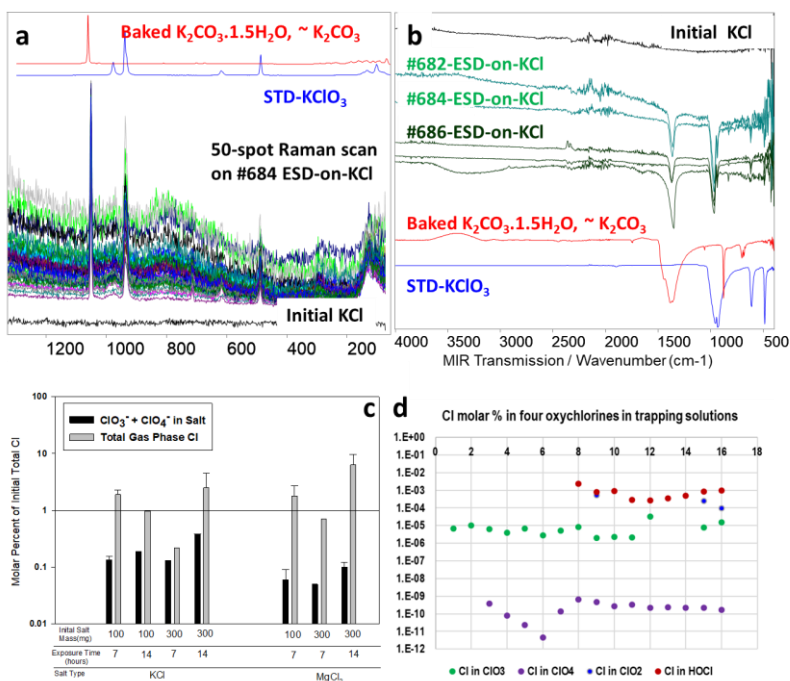 a
Baked K₂CO₃.1.5H₂O, ~ K₂CO₃
STD-KClO₃
50-spot Raman scan
on #684 ESD-on-KCl
Initial KCl
1200 1000 800 600 400 200
b
Initial KCl
#682-ESD-on-KCl
#684-ESD-on-KCl
#686-ESD-on-KCl
Baked K₂CO₃.1.5H₂O, ~ K₂CO₃
STD-KClO₃
4000 3500 3000 2500 2000 1500 1000 500
MIR Transmission / Wavenumber (cm-1)
c
ClO₃⁻ + ClO₄⁻ in Salt
Total Gas Phase Cl
Molar Percent of Initial Total Cl
100
10
1
0.1
0.01
Inital Salt
Mass(mg)
100 100 300 300 100 300 300
Exposure Time
(hours)
7 14 7 14 7 7 14
Salt Type
KCl MgCl₂
d
Cl molar % in four oxychlorines in trapping solutions
1.E+00
0 2 4 6 8 10 12 14 16 18
1.E-01
1.E-02
1.E-03
1.E-04
1.E-05
1.E-06
1.E-07
1.E-08
1.E-09
1.E-10
1.E-11
1.E-12
Cl in ClO3 Cl in ClO4 Cl in ClO2 Cl in HOCl